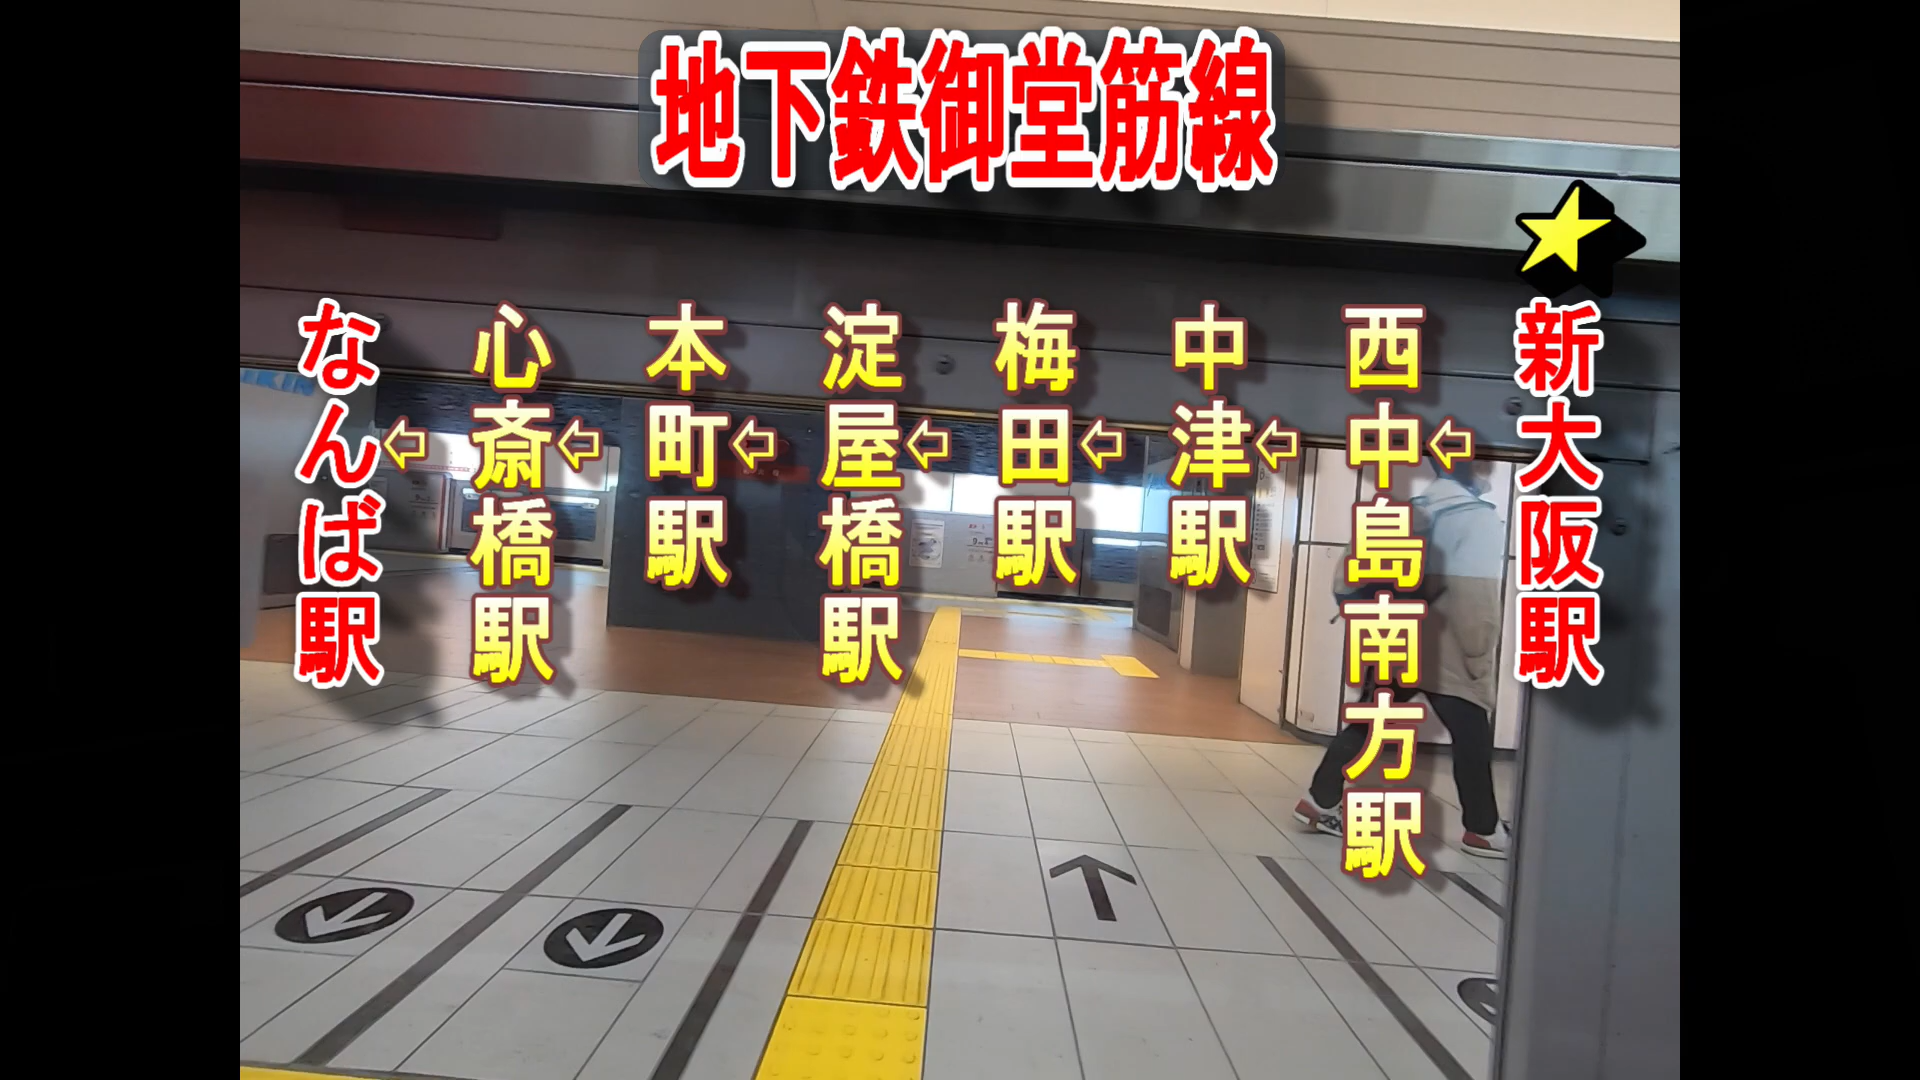 地下鉄御堂筋線
新大阪駅
西中島南方駅
中津駅
梅田駅
淀屋橋駅
本町駅
心斎橋駅
なんば駅